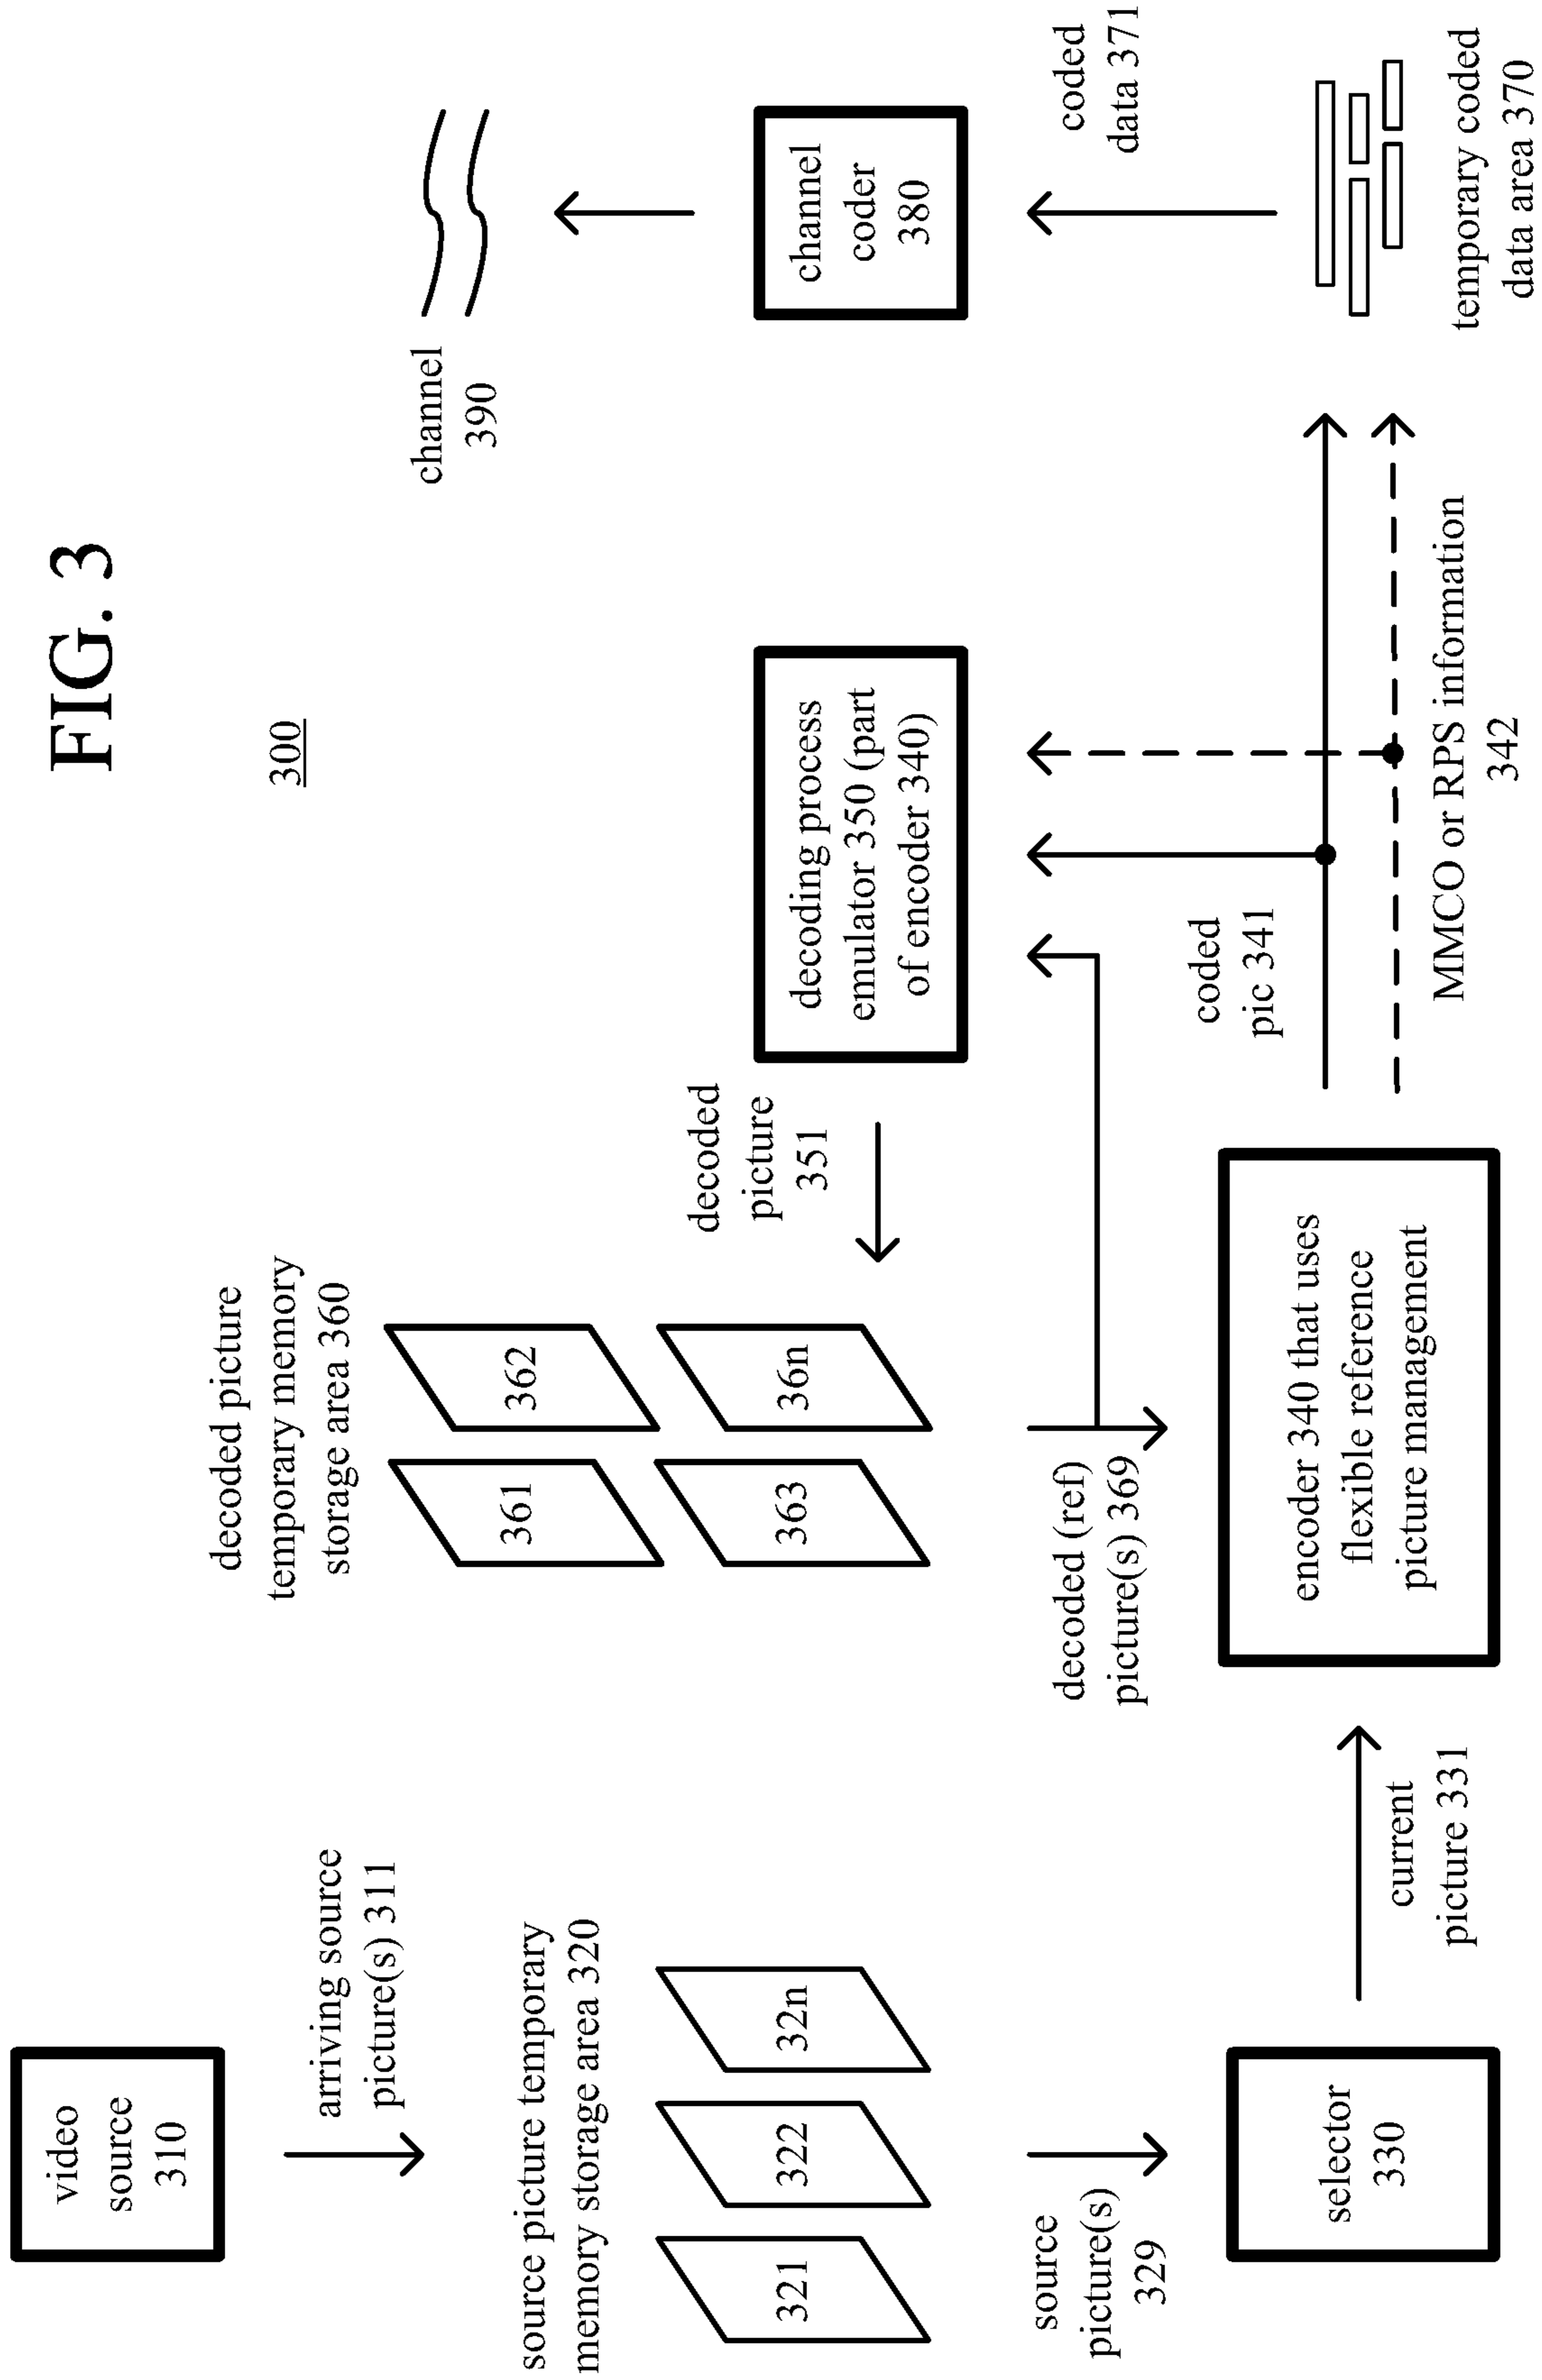 FIG. 3
300
video
source
310
arriving source
picture(s) 311
source picture temporary
memory storage area 320
321
322
32n
source
picture(s)
329
selector
330
current
picture 331
decoded picture
temporary memory
storage area 360
361
362
363
36n
decoded (ref)
picture(s) 369
encoder 340 that uses
flexible reference
picture management
decoded
picture
351
decoding process
emulator 350 (part
of encoder 340)
coded
pic 341
MMCO or RPS information
342
channel
390
channel
coder
380
coded
data 371
temporary coded
data area 370